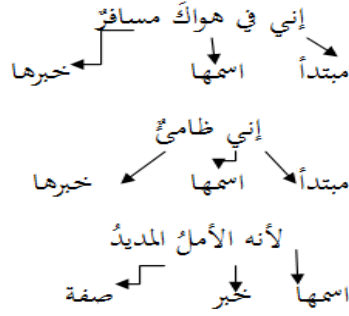 إني في هواكَ مسافرٌ
مبتدأ اسمها خبرها
إني ظامئٌ
مبتدأ اسمها خبرها
لأنه الأملُ المديدُ
اسمها خبر صفة